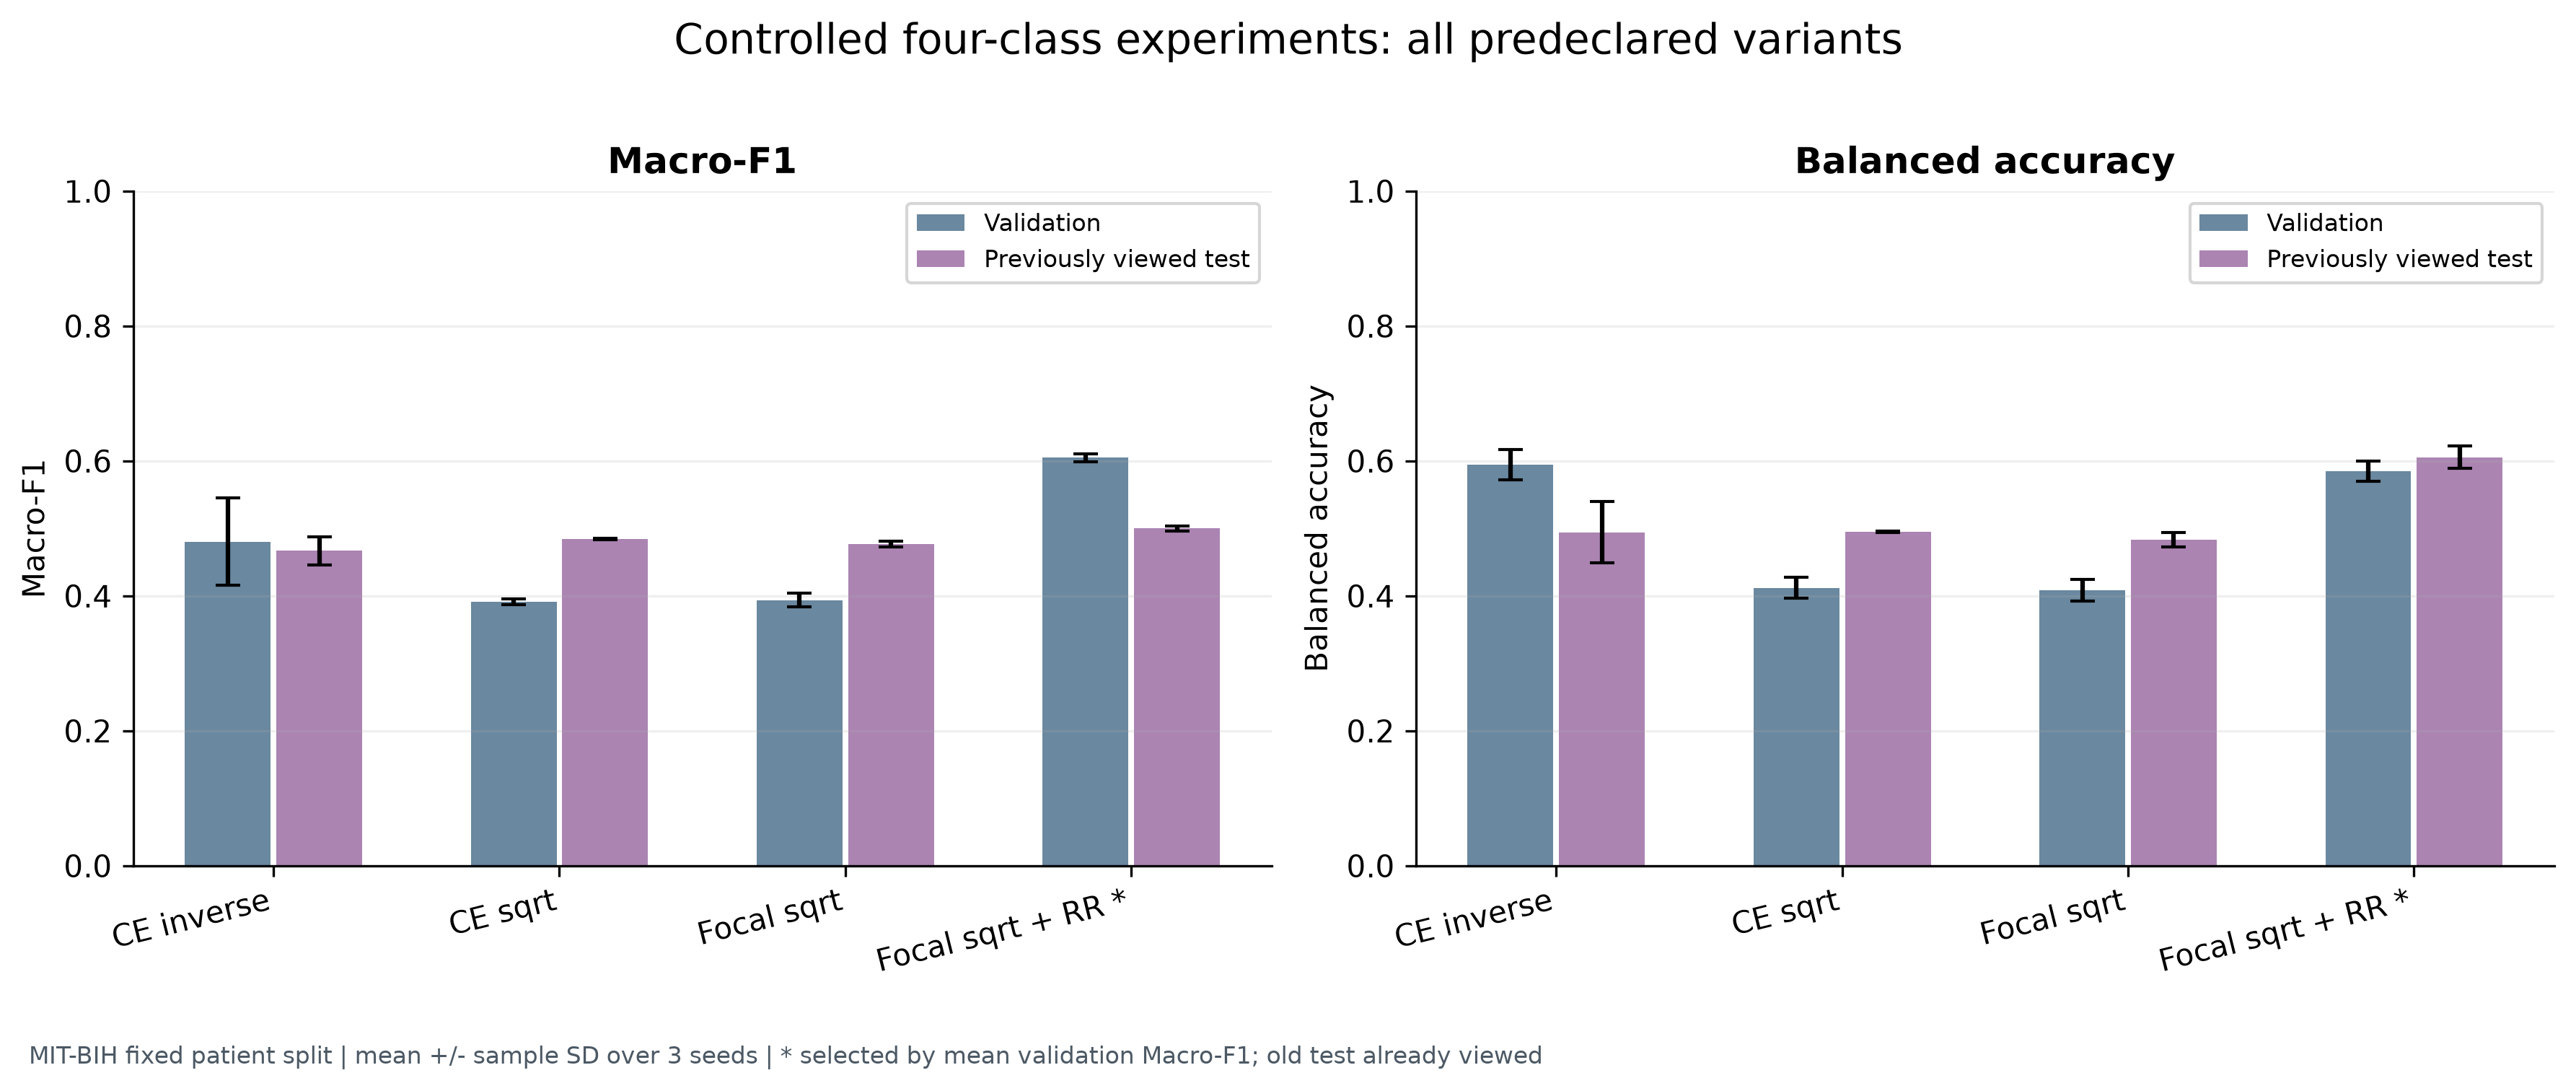 Controlled four-class experiments: all predeclared variants
Macro-F1
Macro-F1
1.0
0.8
0.6
0.4
0.2
0.0
Validation
Previously viewed test
CE inverse
CE sqrt
Focal sqrt
Focal sqrt + RR *
Balanced accuracy
Balanced accuracy
1.0
0.8
0.6
0.4
0.2
0.0
Validation
Previously viewed test
CE inverse
CE sqrt
Focal sqrt
Focal sqrt + RR *
MIT-BIH fixed patient split | mean +/- sample SD over 3 seeds | * selected by mean validation Macro-F1; old test already viewed